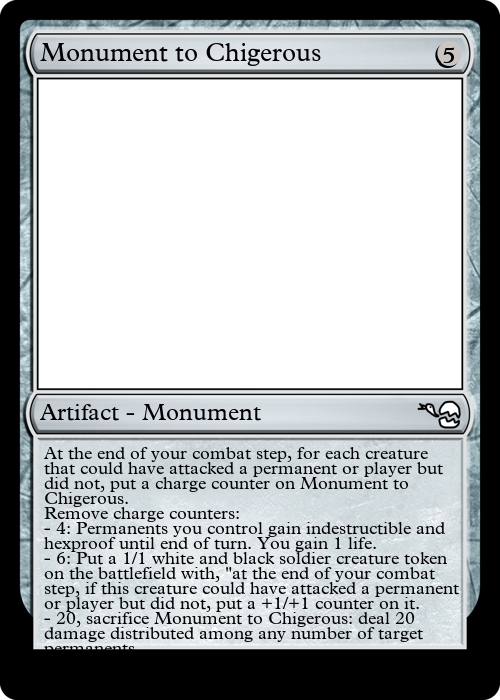 Monument to Chigerous 5
Artifact - Monument
At the end of your combat step, for each creature
that could have attacked a permanent or player but
did not, put a charge counter on Monument to
Chigerous.
Remove charge counters:
- 4: Permanents you control gain indestructible and
hexproof until end of turn. You gain 1 life.
- 6: Put a 1/1 white and black soldier creature token
on the battlefield with, "at the end of your combat
step, if this creature could have attacked a permanent
or player but did not, put a +1/+1 counter on it.
- 20, sacrifice Monument to Chigerous: deal 20
damage distributed among any number of target
permanents